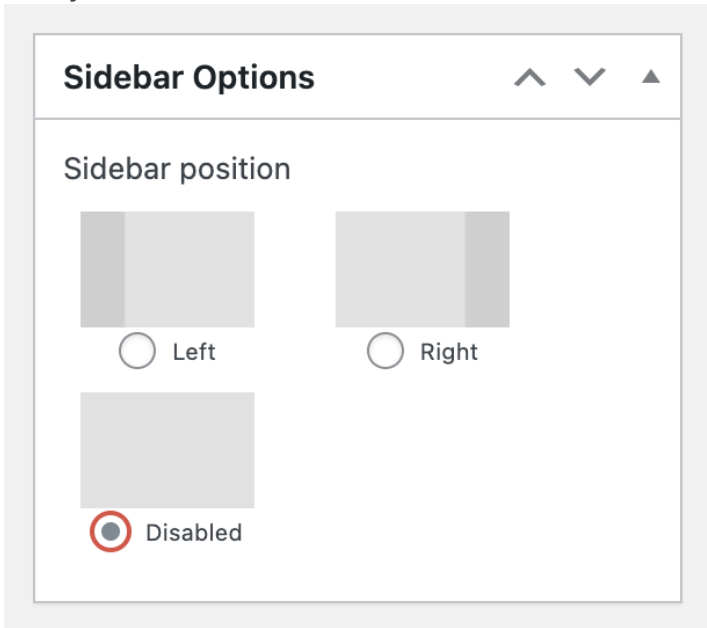 Sidebar Options
Sidebar position
Left
Right
Disabled